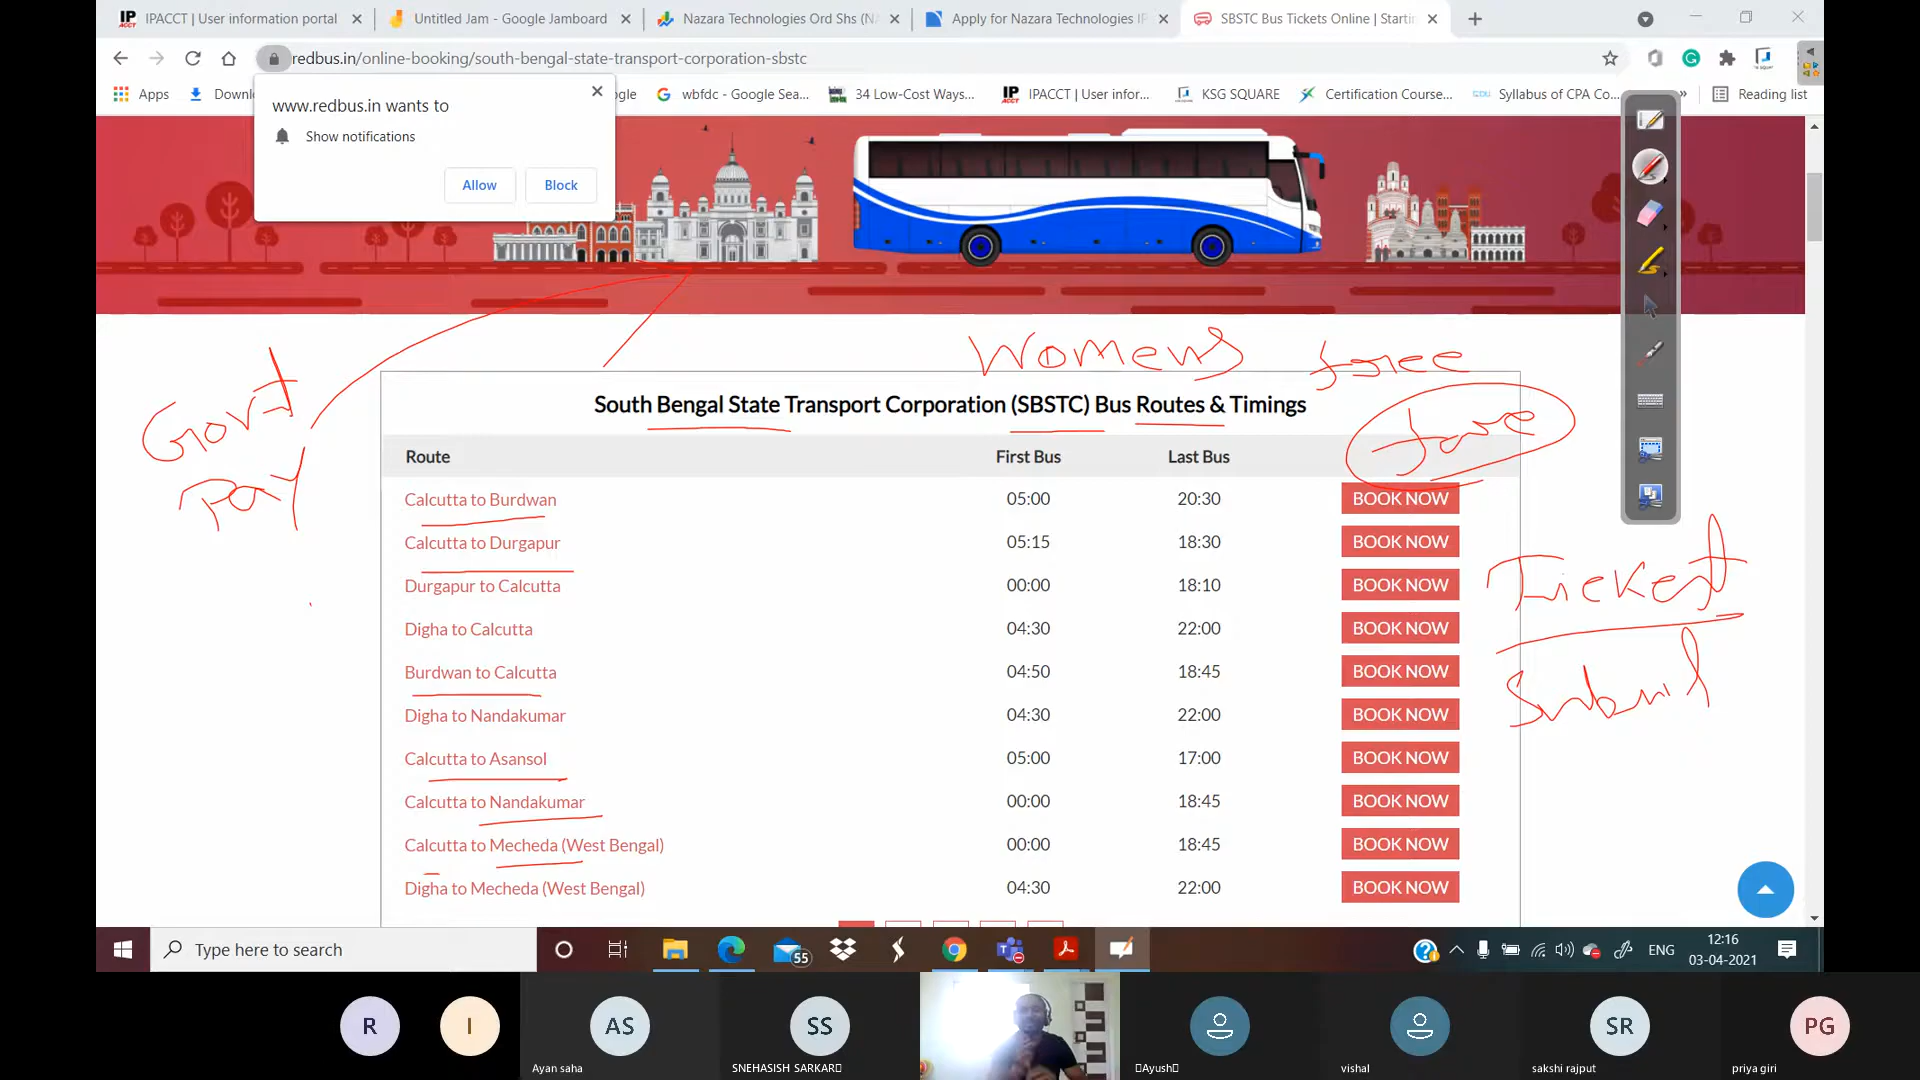 IPACCT | User information portal
Untitled Jam - Google Jamboard
Nazara Technologies Ord Shs (N
Apply for Nazara Technologies IP
SBSTC Bus Tickets Online | Starti
redbus.in/online-booking/south-bengal-state-transport-corporation-sbstc
Apps
Downl
gle
wbfdc - Google Sea...
34 Low-Cost Ways...
IPACCT | User infor...
KSG SQUARE
Certification Course...
Syllabus of CPA Co...
Reading list
www.redbus.in wants to
Show notifications
Allow
Block
Womens free
South Bengal State Transport Corporation (SBSTC) Bus Routes & Timings
Govt
Pay
fare
Route First Bus Last Bus
Calcutta to Burdwan 05:00 20:30 BOOK NOW
Calcutta to Durgapur 05:15 18:30 BOOK NOW
Durgapur to Calcutta 00:00 18:10 BOOK NOW
Digha to Calcutta 04:30 22:00 BOOK NOW
Burdwan to Calcutta 04:50 18:45 BOOK NOW
Digha to Nandakumar 04:30 22:00 BOOK NOW
Calcutta to Asansol 05:00 17:00 BOOK NOW
Calcutta to Nandakumar 00:00 18:45 BOOK NOW
Calcutta to Mecheda (West Bengal) 00:00 18:45 BOOK NOW
Digha to Mecheda (West Bengal) 04:30 22:00 BOOK NOW
Ticket
Type here to search
55
ENG
12:16
03-04-2021
R
I
AS
SS
SR
PG
Ayan saha
SNEHASISH SARKAR
Ayush
vishal
sakshi rajput
priya giri